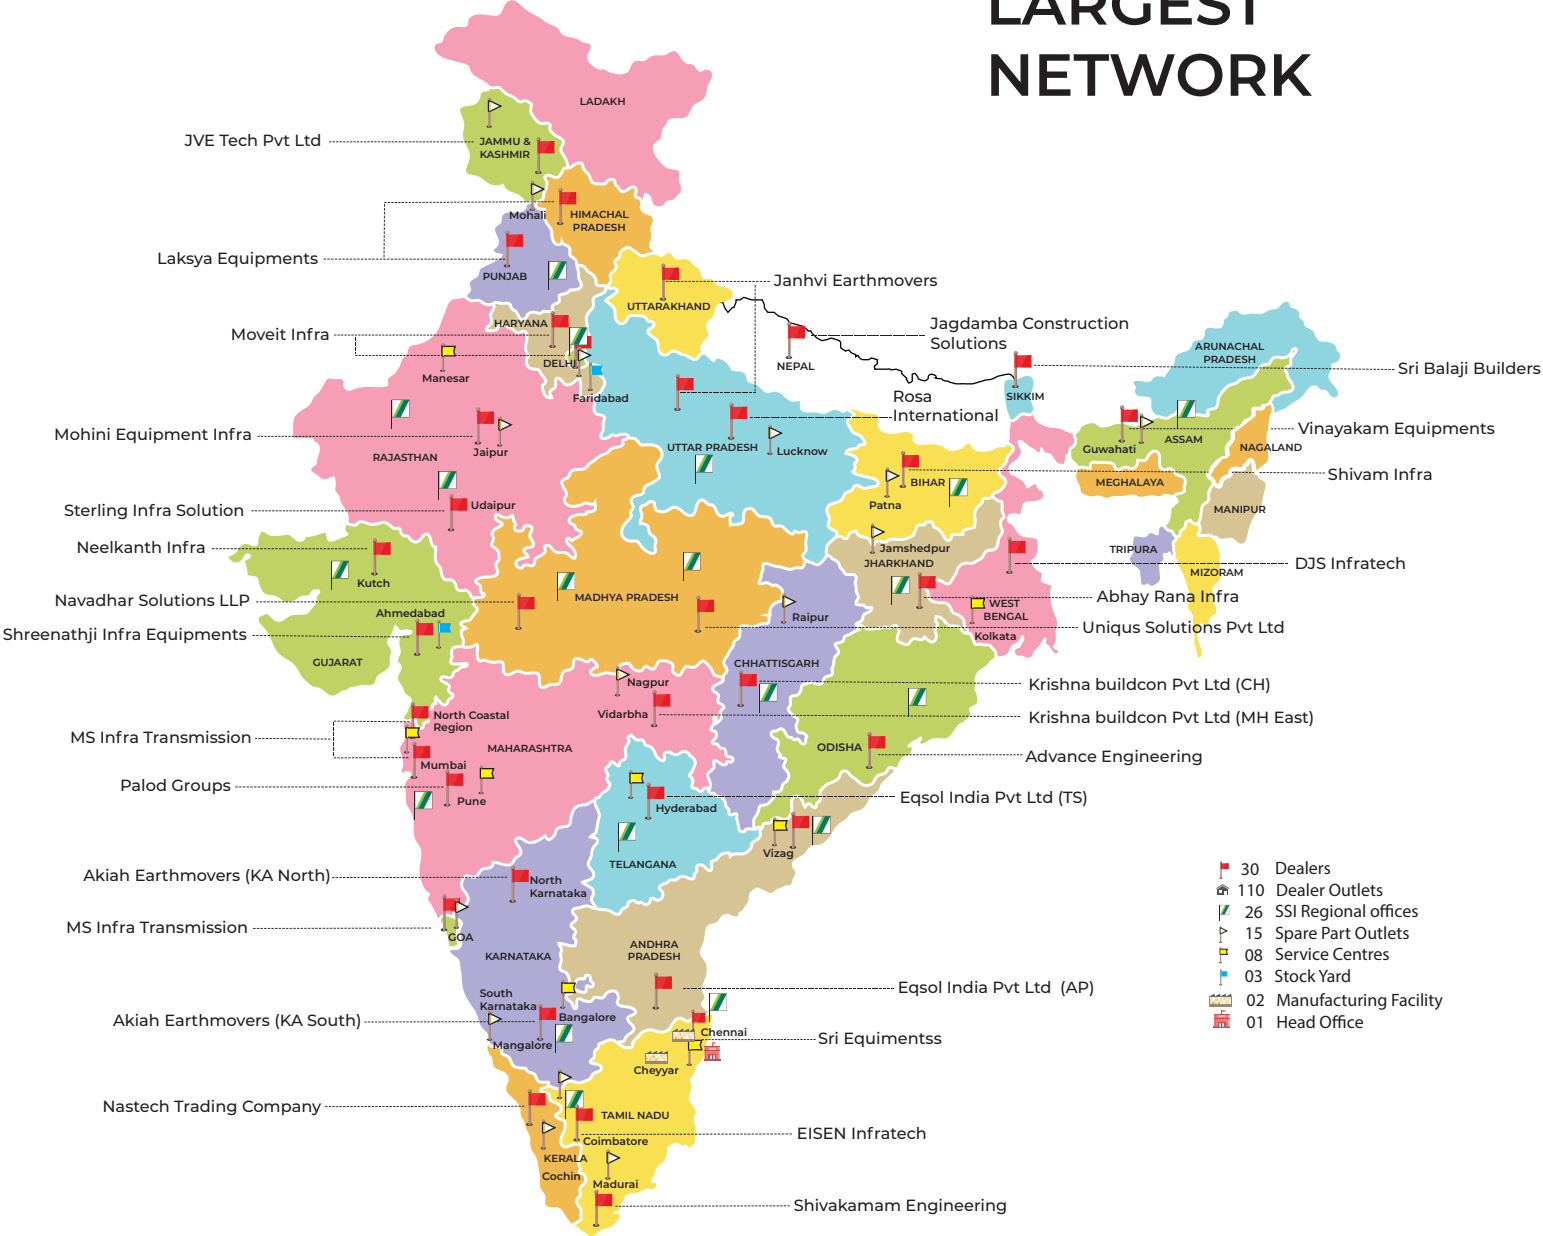 LARGEST
NETWORK
LADAKH
JVE Tech Pvt Ltd
JAMMU &
KASHMIR
Mohali
HIMACHAL
PRADESH
Laksya Equipments
PUNJAB
Janhvi Earthmovers
UTTARAKHAND
Moveit Infra
HARYANA
DELHI
Jagdamba Construction
Solutions
NEPAL
ARUNACHAL
PRADESH
Sri Balaji Builders
SIKKIM
Manesar
Faridabad
Rosa
International
Mohini Equipment Infra
Jaipur
RAJASTHAN
UTTAR PRADESH
Lucknow
Guwahati
ASSAM
Vinayakam Equipments
NAGALAND
BIHAR
Patna
MEGHALAYA
Shivam Infra
MANIPUR
Sterling Infra Solution
Udaipur
Neelkanth Infra
Kutch
Jamshedpur
JHARKHAND
TRIPURA
MIZORAM
DJS Infratech
Navadhar Solutions LLP
MADHYA PRADESH
Raipur
WEST
BENGAL
Kolkata
Abhay Rana Infra
Ahmedabad
Shreenathji Infra Equipments
GUJARAT
Uniqus Solutions Pvt Ltd
CHHATTISGARH
Nagpur
Vidarbha
Krishna buildcon Pvt Ltd (CH)
Krishna buildcon Pvt Ltd (MH East)
North Coastal
Region
MS Infra Transmission
MAHARASHTRA
ODISHA
Advance Engineering
Mumbai
Palod Groups
Pune
Hyderabad
Eqsol India Pvt Ltd (TS)
Vizag
TELANGANA
Akiah Earthmovers (KA North)
North
Karnataka
MS Infra Transmission
GOA
KARNATAKA
ANDHRA
PRADESH
South
Karnataka
Eqsol India Pvt Ltd (AP)
Akiah Earthmovers (KA South)
Bangalore
Mangalore
Chennai
Sri Equimentss
Cheyyar
Nastech Trading Company
TAMIL NADU
Coimbatore
EISEN Infratech
KERALA
Cochin
Madurai
Shivakamam Engineering
30 Dealers
110 Dealer Outlets
26 SSI Regional offices
15 Spare Part Outlets
08 Service Centres
03 Stock Yard
02 Manufacturing Facility
01 Head Office